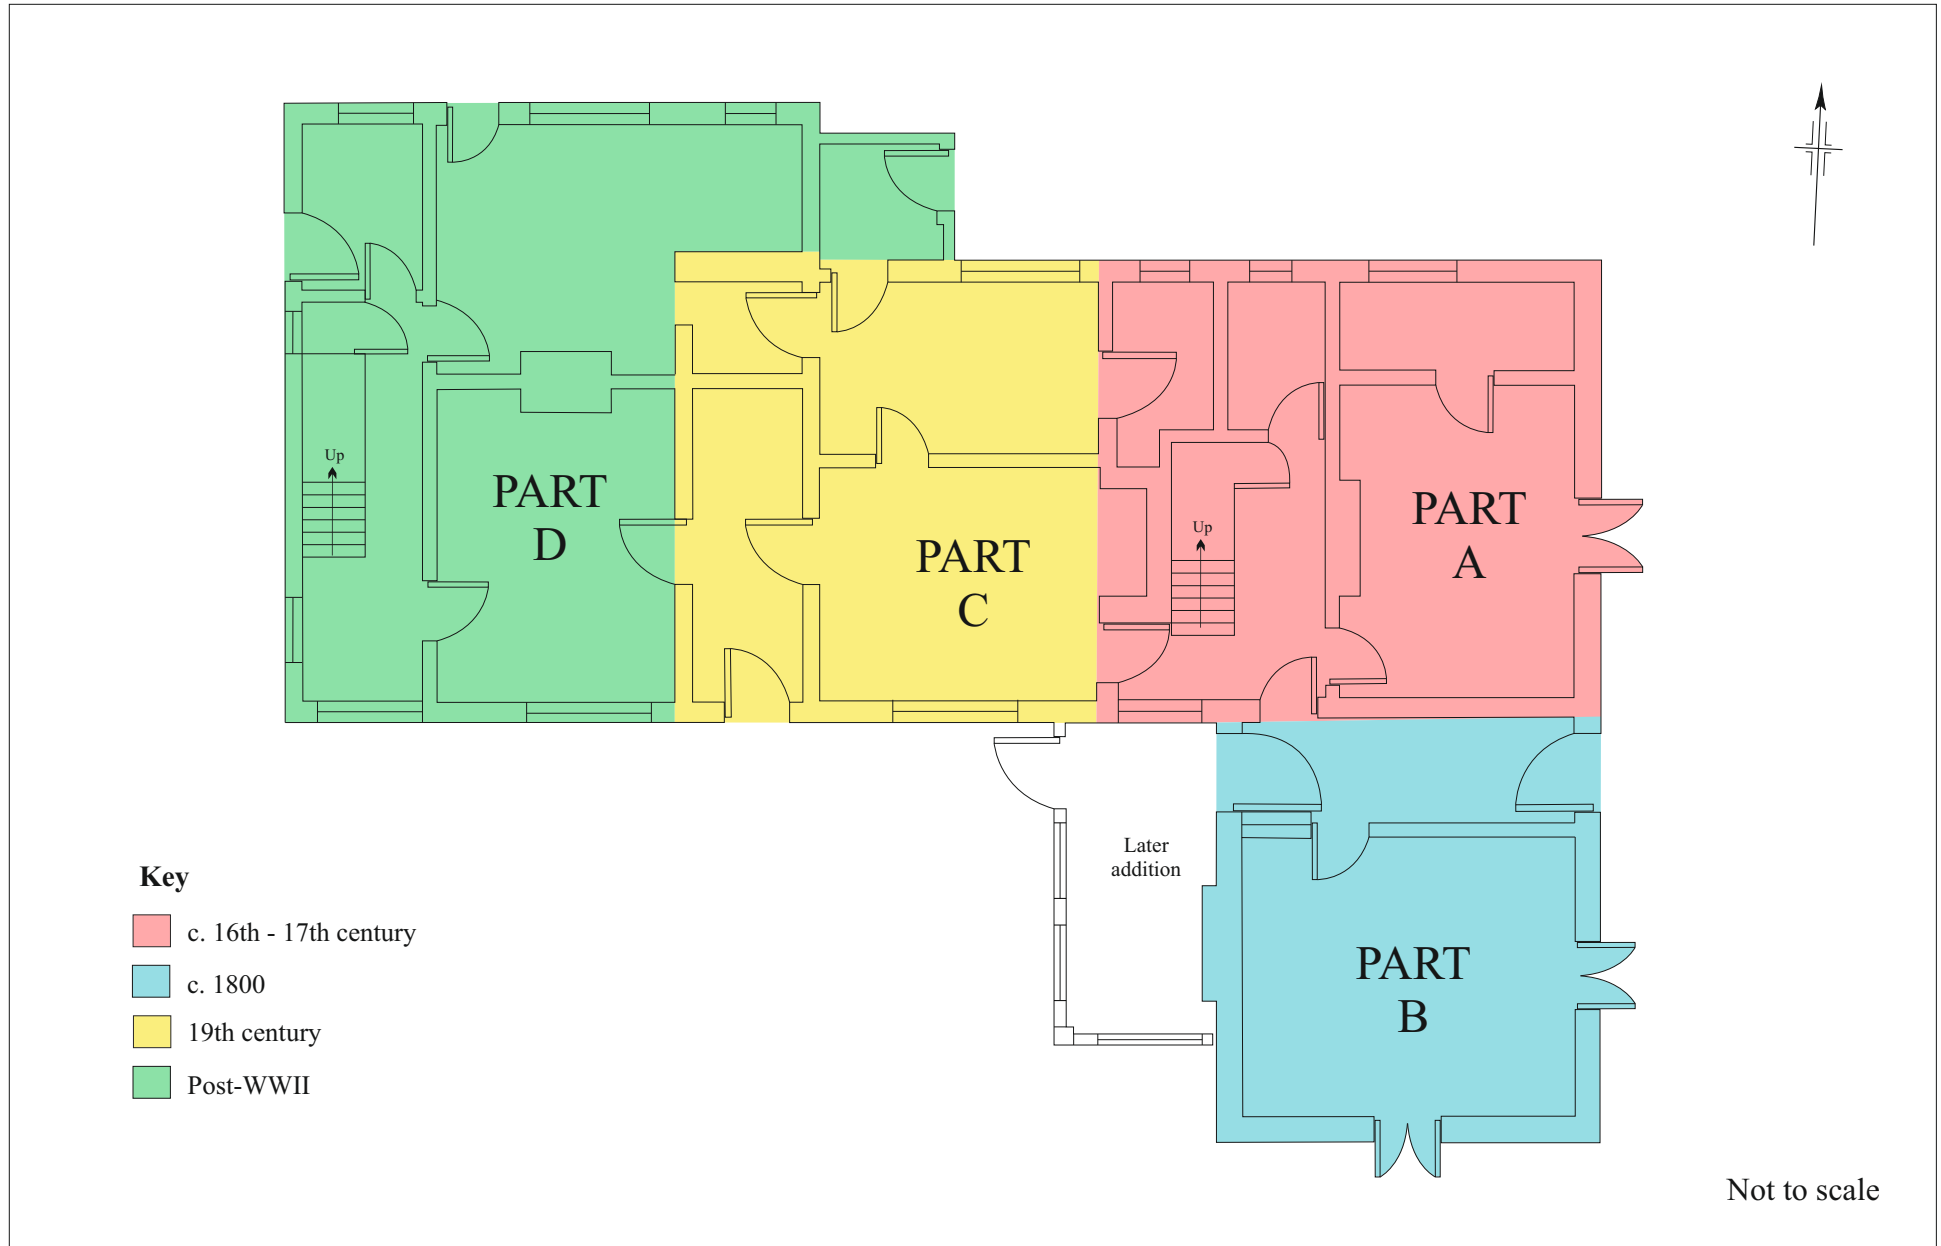 Up
PART
D
PART
C
Up
PART
A
Later
addition
PART
B
Key
c. 16th - 17th century
c. 1800
19th century
Post-WWII
Not to scale